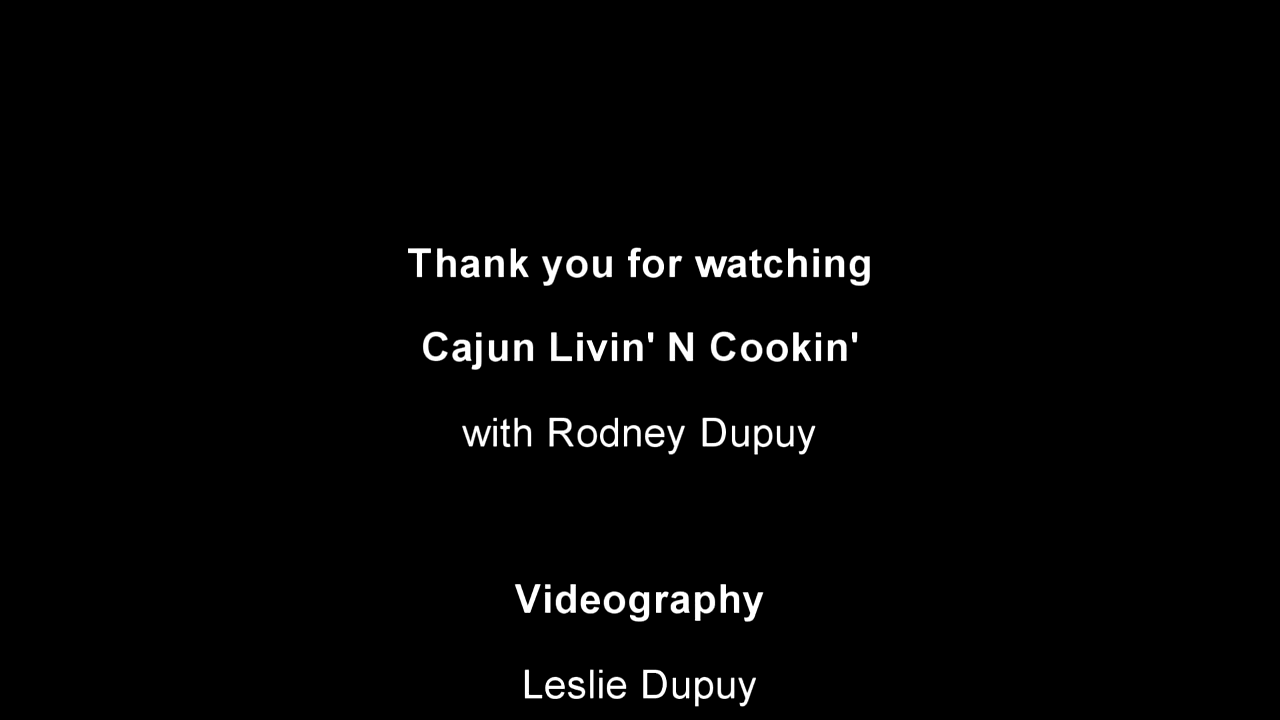 Thank you for watching
Cajun Livin' N Cookin'
with Rodney Dupuy
Videography
Leslie Dupuy